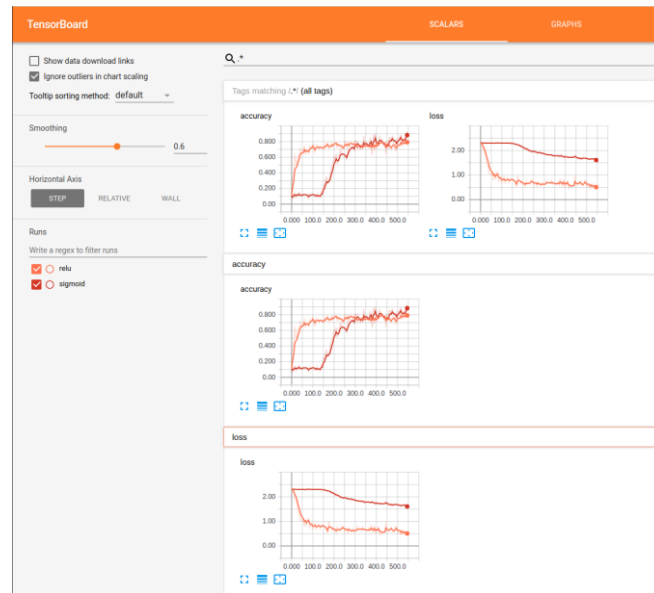 TensorBoard
SCALARS
GRAPHS
Show data download links
Ignore outliers in chart scaling
Tooltip sorting method: default
Smoothing
0.6
Horizontal Axis
STEP RELATIVE WALL
Runs
Write a regex to filter runs
relu
sigmoid
.*
Tags matching /.*/ (all tags)
accuracy
0.800
0.600
0.400
0.200
0.00
0.000 100.0 200.0 300.0 400.0 500.0
loss
2.00
1.00
0.00
0.000 100.0 200.0 300.0 400.0 500.0
accuracy
accuracy
0.800
0.600
0.400
0.200
0.00
0.000 100.0 200.0 300.0 400.0 500.0
loss
loss
2.00
1.00
0.00
0.000 100.0 200.0 300.0 400.0 500.0